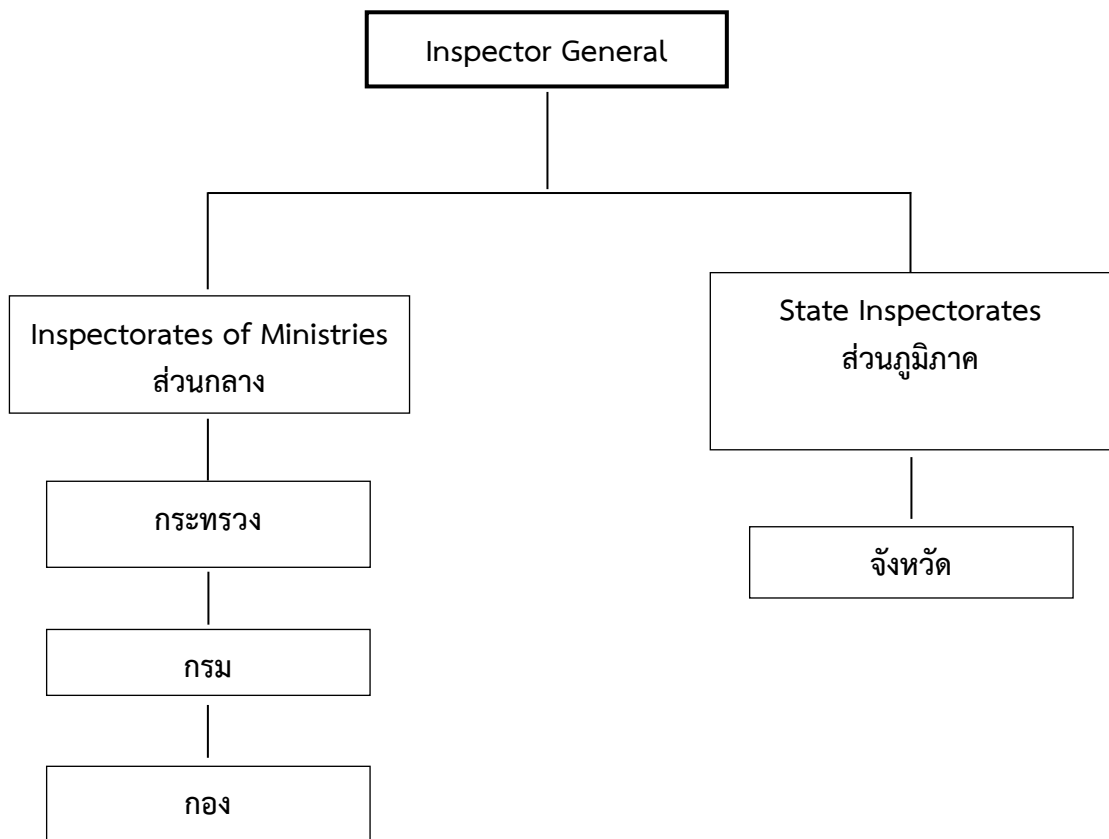 Inspector General
Inspectorates of Ministries
ส่วนกลาง
State Inspectorates
ส่วนภูมิภาค
กระทรวง
จังหวัด
กรม
กอง